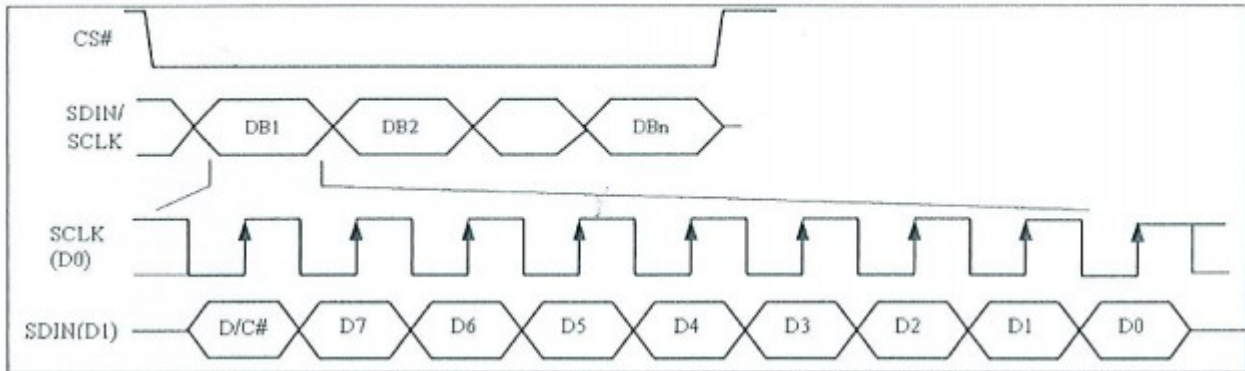 CS#
SDIN/
SCLK
DB1 DB2 DBn
SCLK
(D0)
SDIN(D1)
D/C# D7 D6 D5 D4 D3 D2 D1 D0